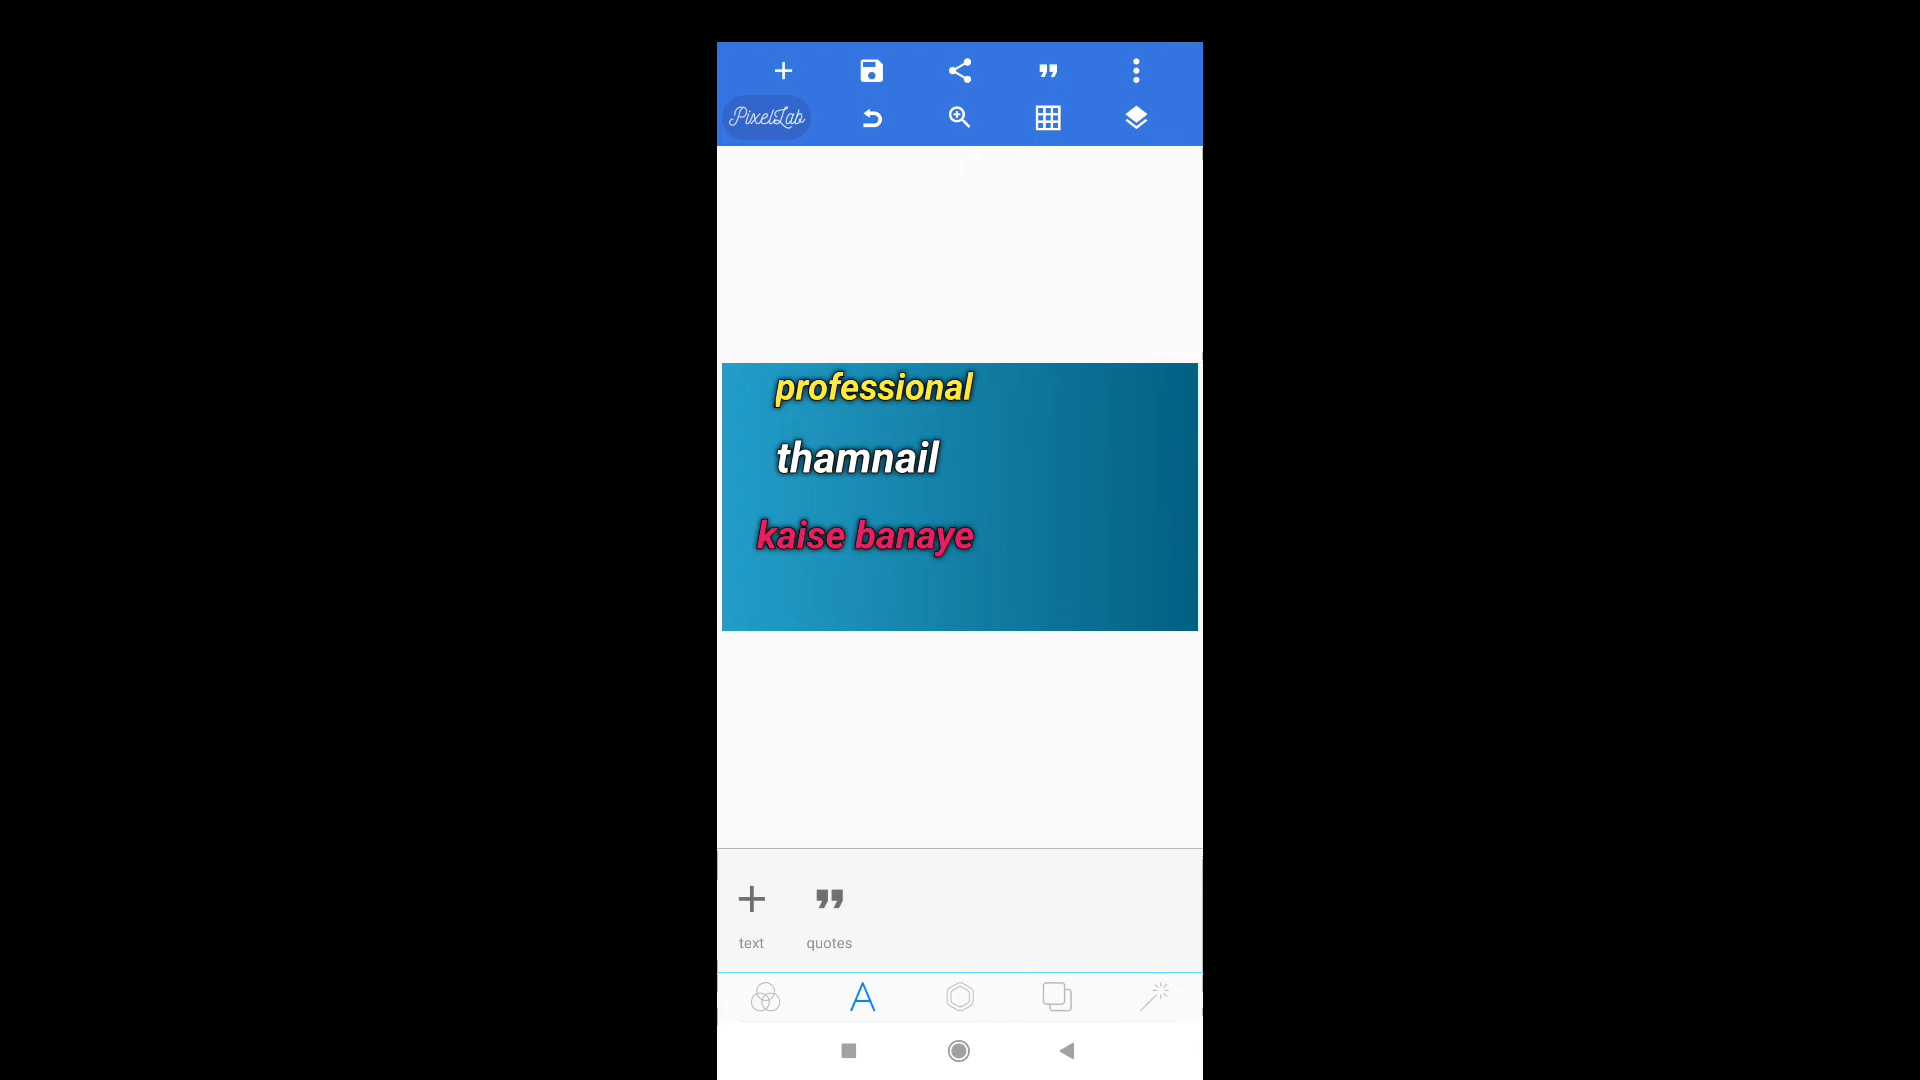 PixelLab
professional
thamnail
kaise banaye
text
quotes